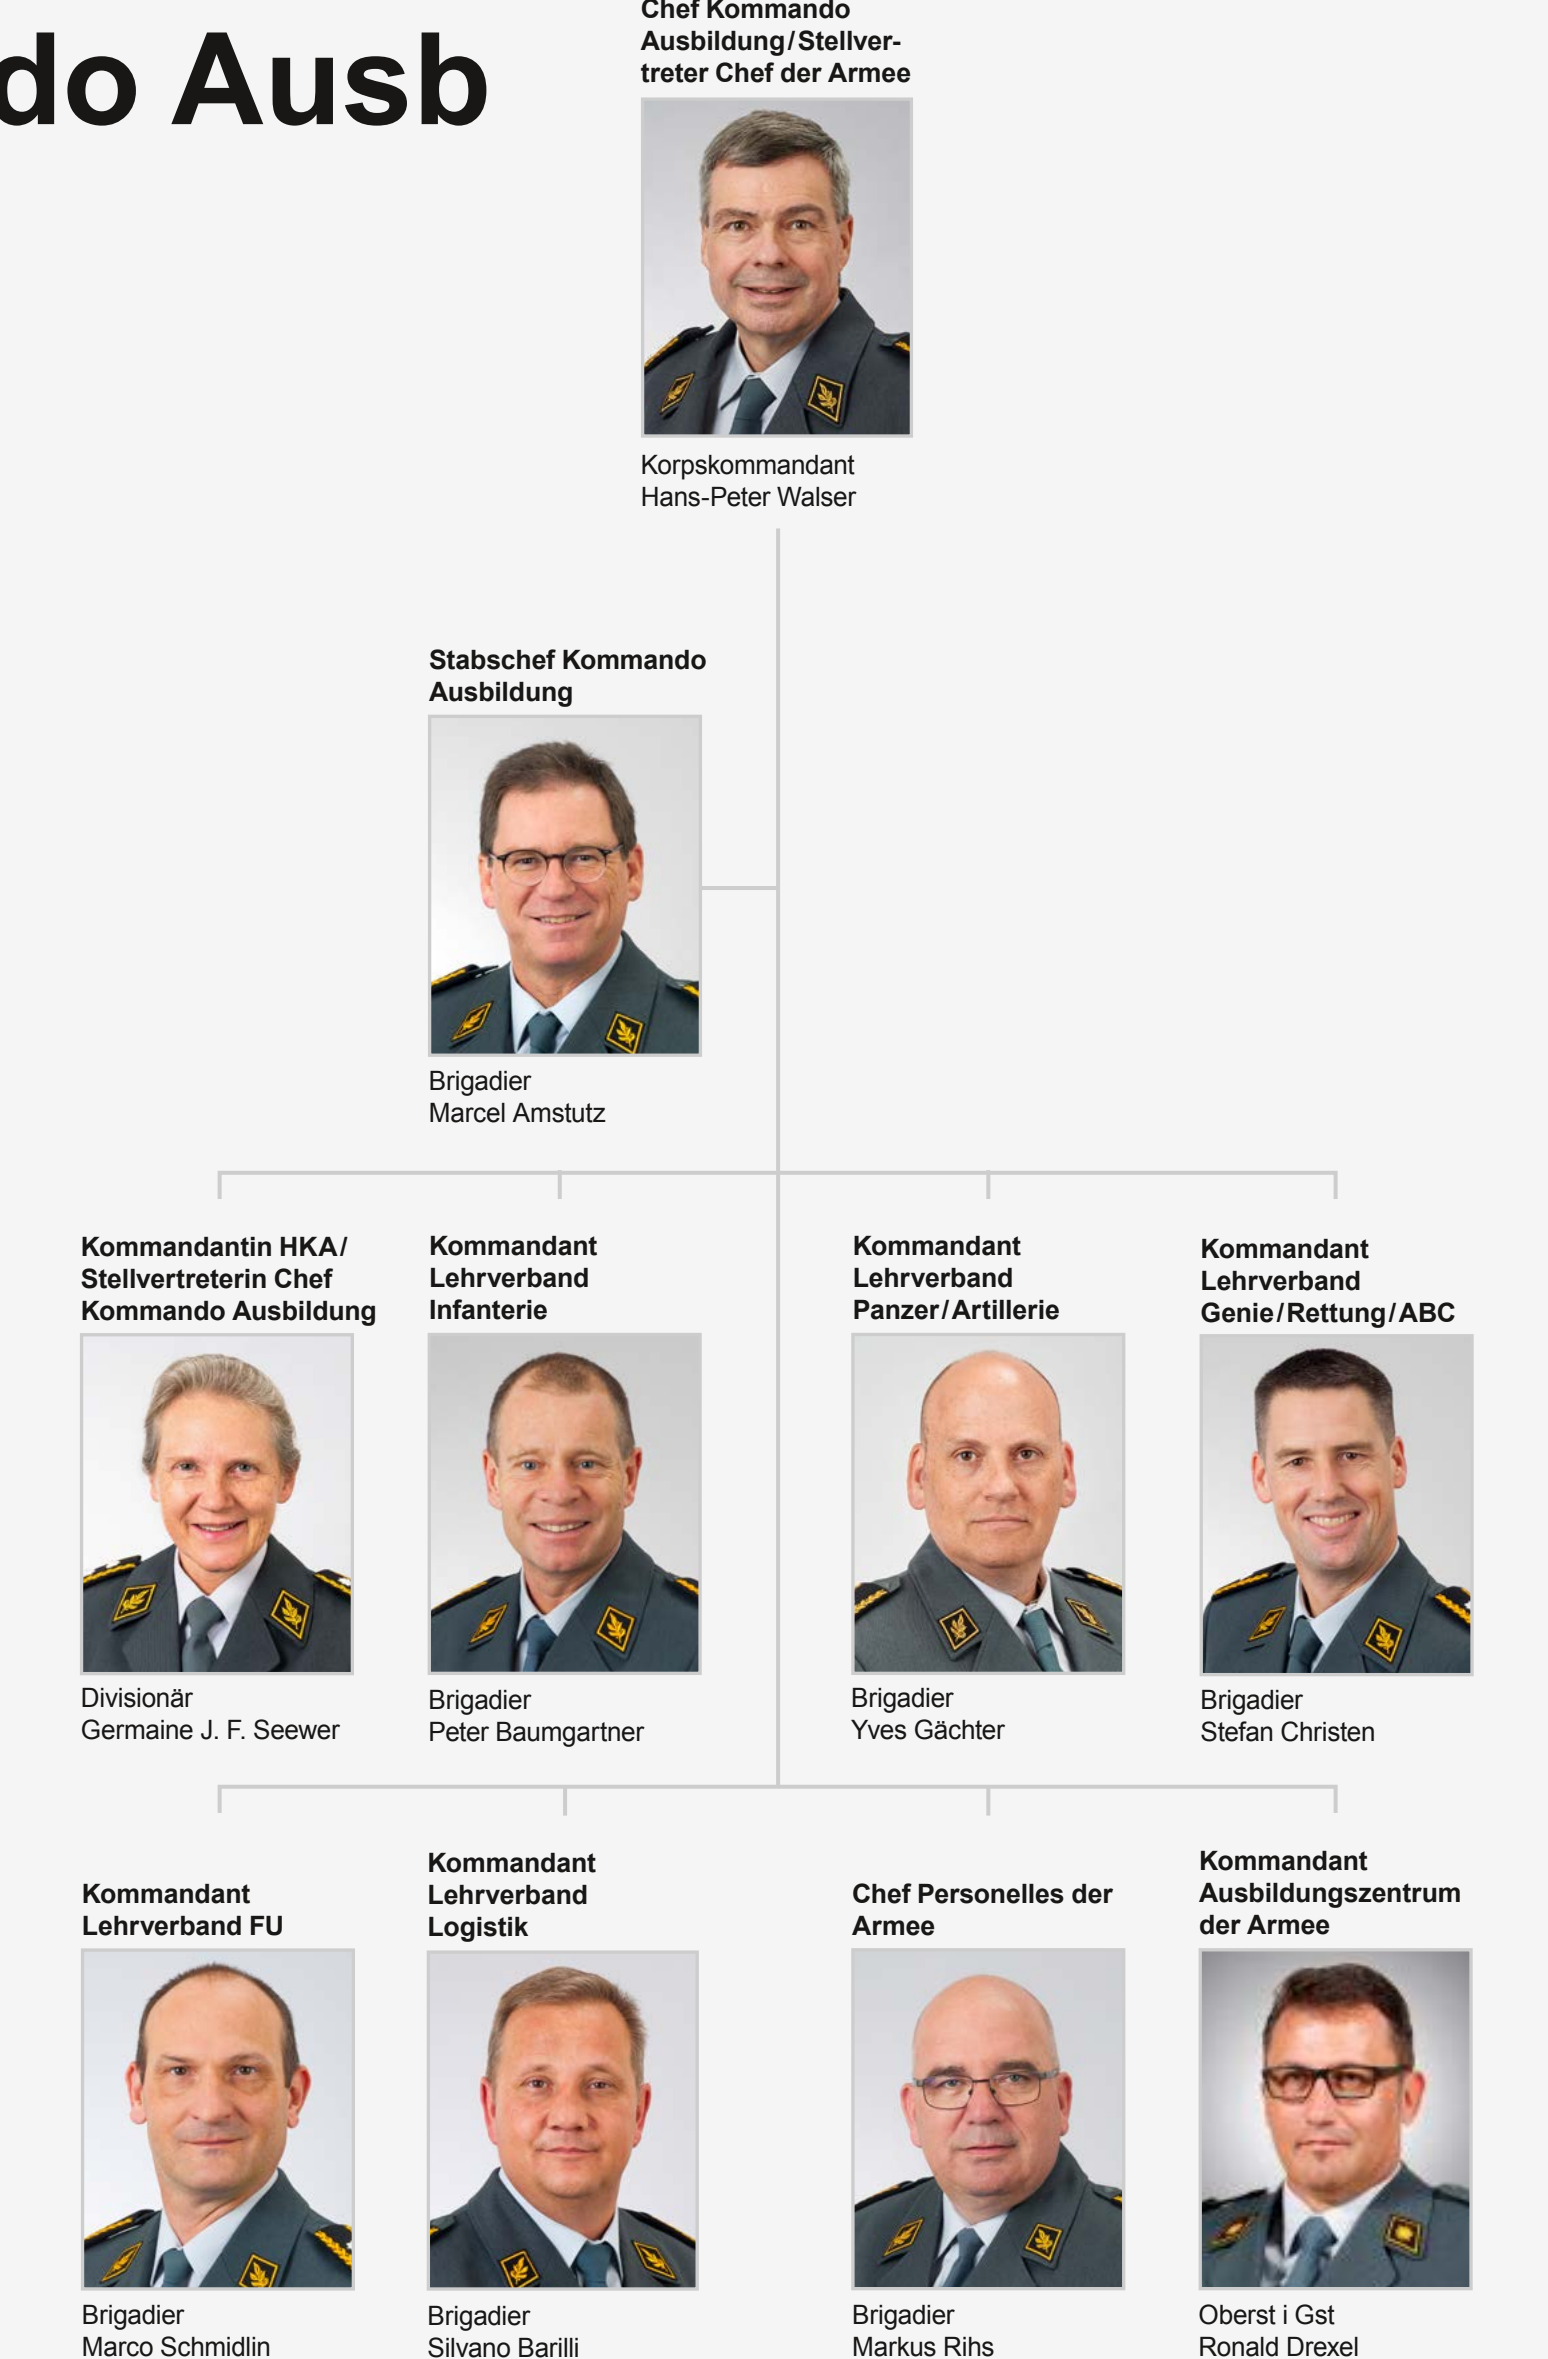 do Ausb
Chef Kommando
Ausbildung/Stellver-
treter Chef der Armee
Korpskommandant
Hans-Peter Walser
Stabschef Kommando
Ausbildung
Brigadier
Marcel Amstutz
Kommandantin HKA/
Stellvertreterin Chef
Kommando Ausbildung
Divisionär
Germaine J. F. Seewer
Kommandant
Lehrverband
Infanterie
Brigadier
Peter Baumgartner
Kommandant
Lehrverband
Panzer/Artillerie
Brigadier
Yves Gächter
Kommandant
Lehrverband
Genie/Rettung/ABC
Brigadier
Stefan Christen
Kommandant
Lehrverband FU
Brigadier
Marco Schmidlin
Kommandant
Lehrverband
Logistik
Brigadier
Silvano Barilli
Chef Personelles der
Armee
Brigadier
Markus Rihs
Kommandant
Ausbildungszentrum
der Armee
Oberst i Gst
Ronald Drexel